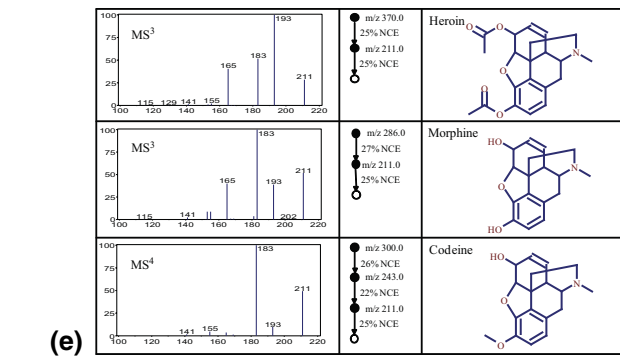 MS3
100
75
50
25
0
193
183
165
211
115
129
141
155
100
120
140
160
180
200
220
m/z 370.0
25% NCE
m/z 211.0
25% NCE
Heroin
O
O
N
O
O
O
MS3
100
75
50
25
0
183
211
165
193
141
115
202
100
120
140
160
180
200
220
m/z 286.0
27% NCE
m/z 211.0
25% NCE
Morphine
HO
N
O
HO
MS4
100
75
50
25
0
183
211
193
155
141
100
120
140
160
180
200
220
m/z 300.0
26% NCE
m/z 243.0
22% NCE
m/z 211.0
25% NCE
Codeine
HO
N
O
O
(e)